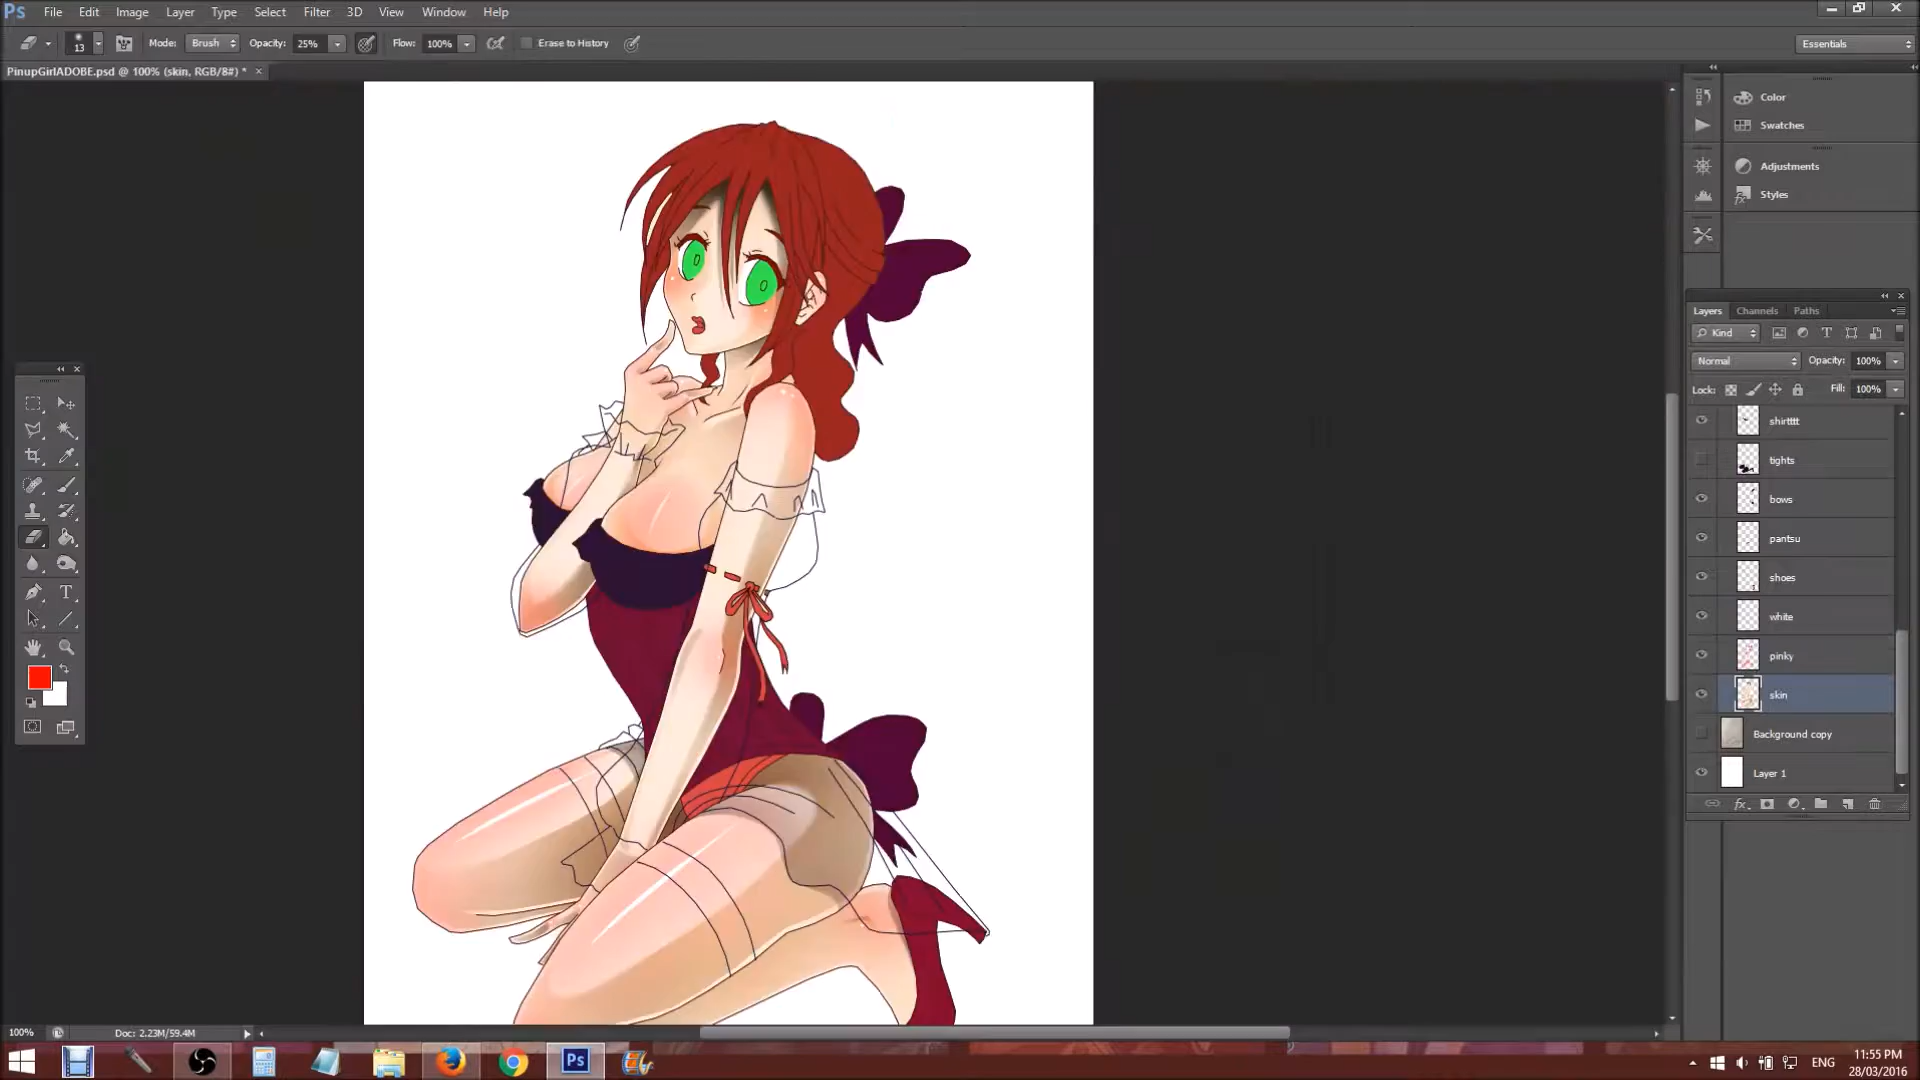 Ps File Edit Image Layer Type Select Filter 3D View Window Help
13 Mode: Brush Opacity: 25% Flow: 100% Erase to History Essentials
PinupGirlADOBE.psd @ 100% (skin, RGB/8#) * ×
Color
Swatches
Adjustments
Styles
Layers Channels Paths
Kind
Normal Opacity: 100%
Lock: Fill: 100%
shirtttt
tights
bows
pantsu
shoes
white
pinky
skin
Background copy
Layer 1
100% Doc: 2.23M/59.4M
Ps ENG 11:55 PM
28/03/2016